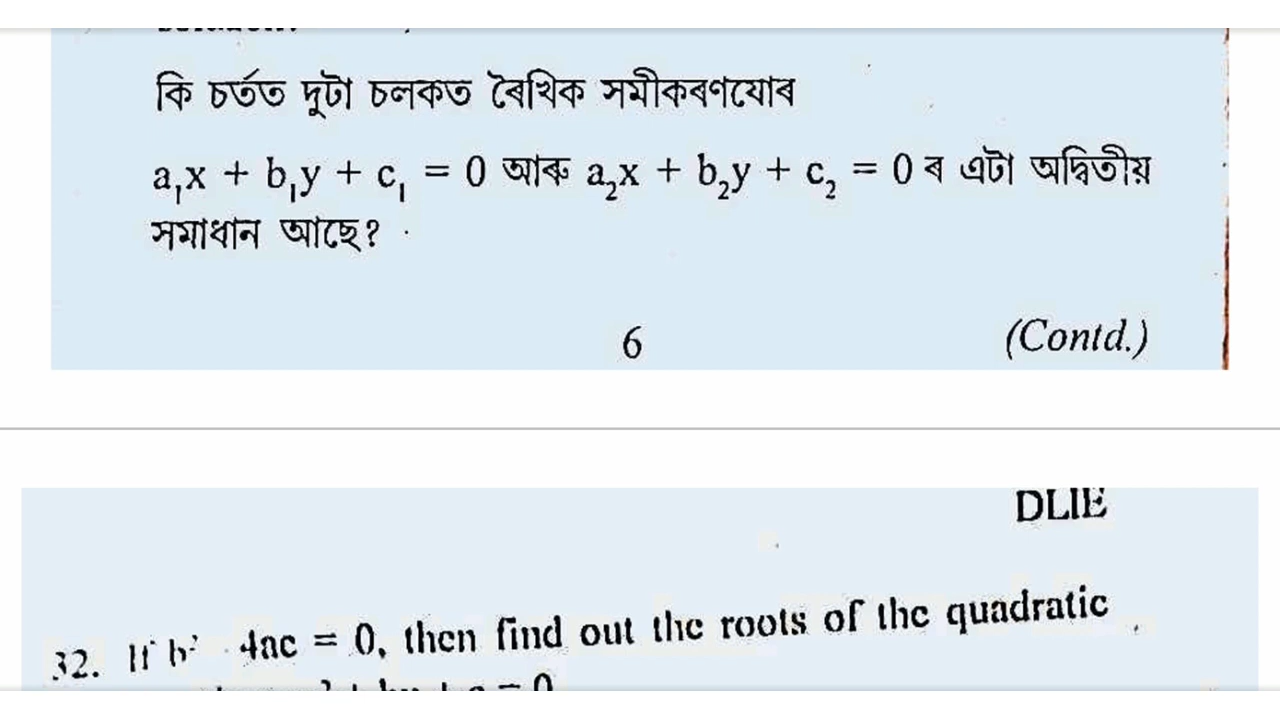 কি চৰ্তত দুটা চলকত ৰৈখিক সমীকৰণযোৰ
a₁x + b₁y + c₁ = 0 আৰু a₂x + b₂y + c₂ = 0 ৰ এটা অদ্বিতীয়
সমাধান আছে?
6 (Contd.)
DLIE
32. If b² 4ac = 0, then find out the roots of the quadratic